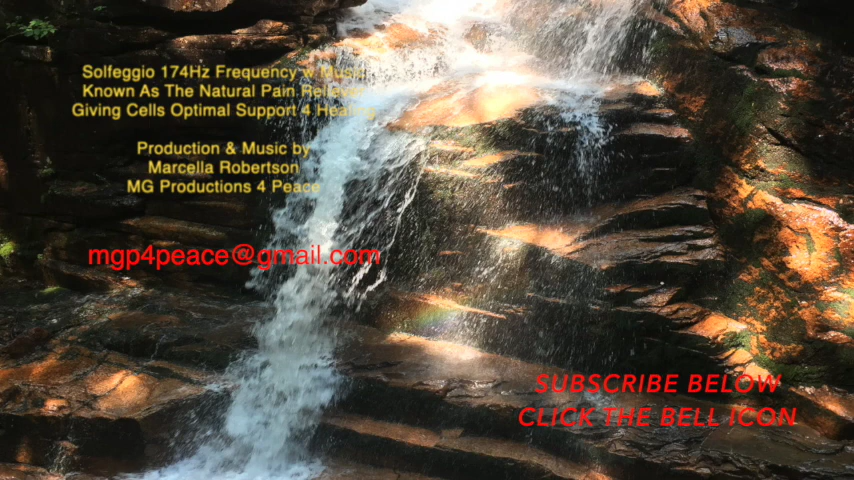 Solfeggio 174Hz Frequency w Music
Known As The Natural Pain Reliever
Giving Cells Optimal Support 4 Healing
Production & Music by
Marcella Robertson
MG Productions 4 Peace
mgp4peace@gmail.com
SUBSCRIBE BELOW
CLICK THE BELL ICON